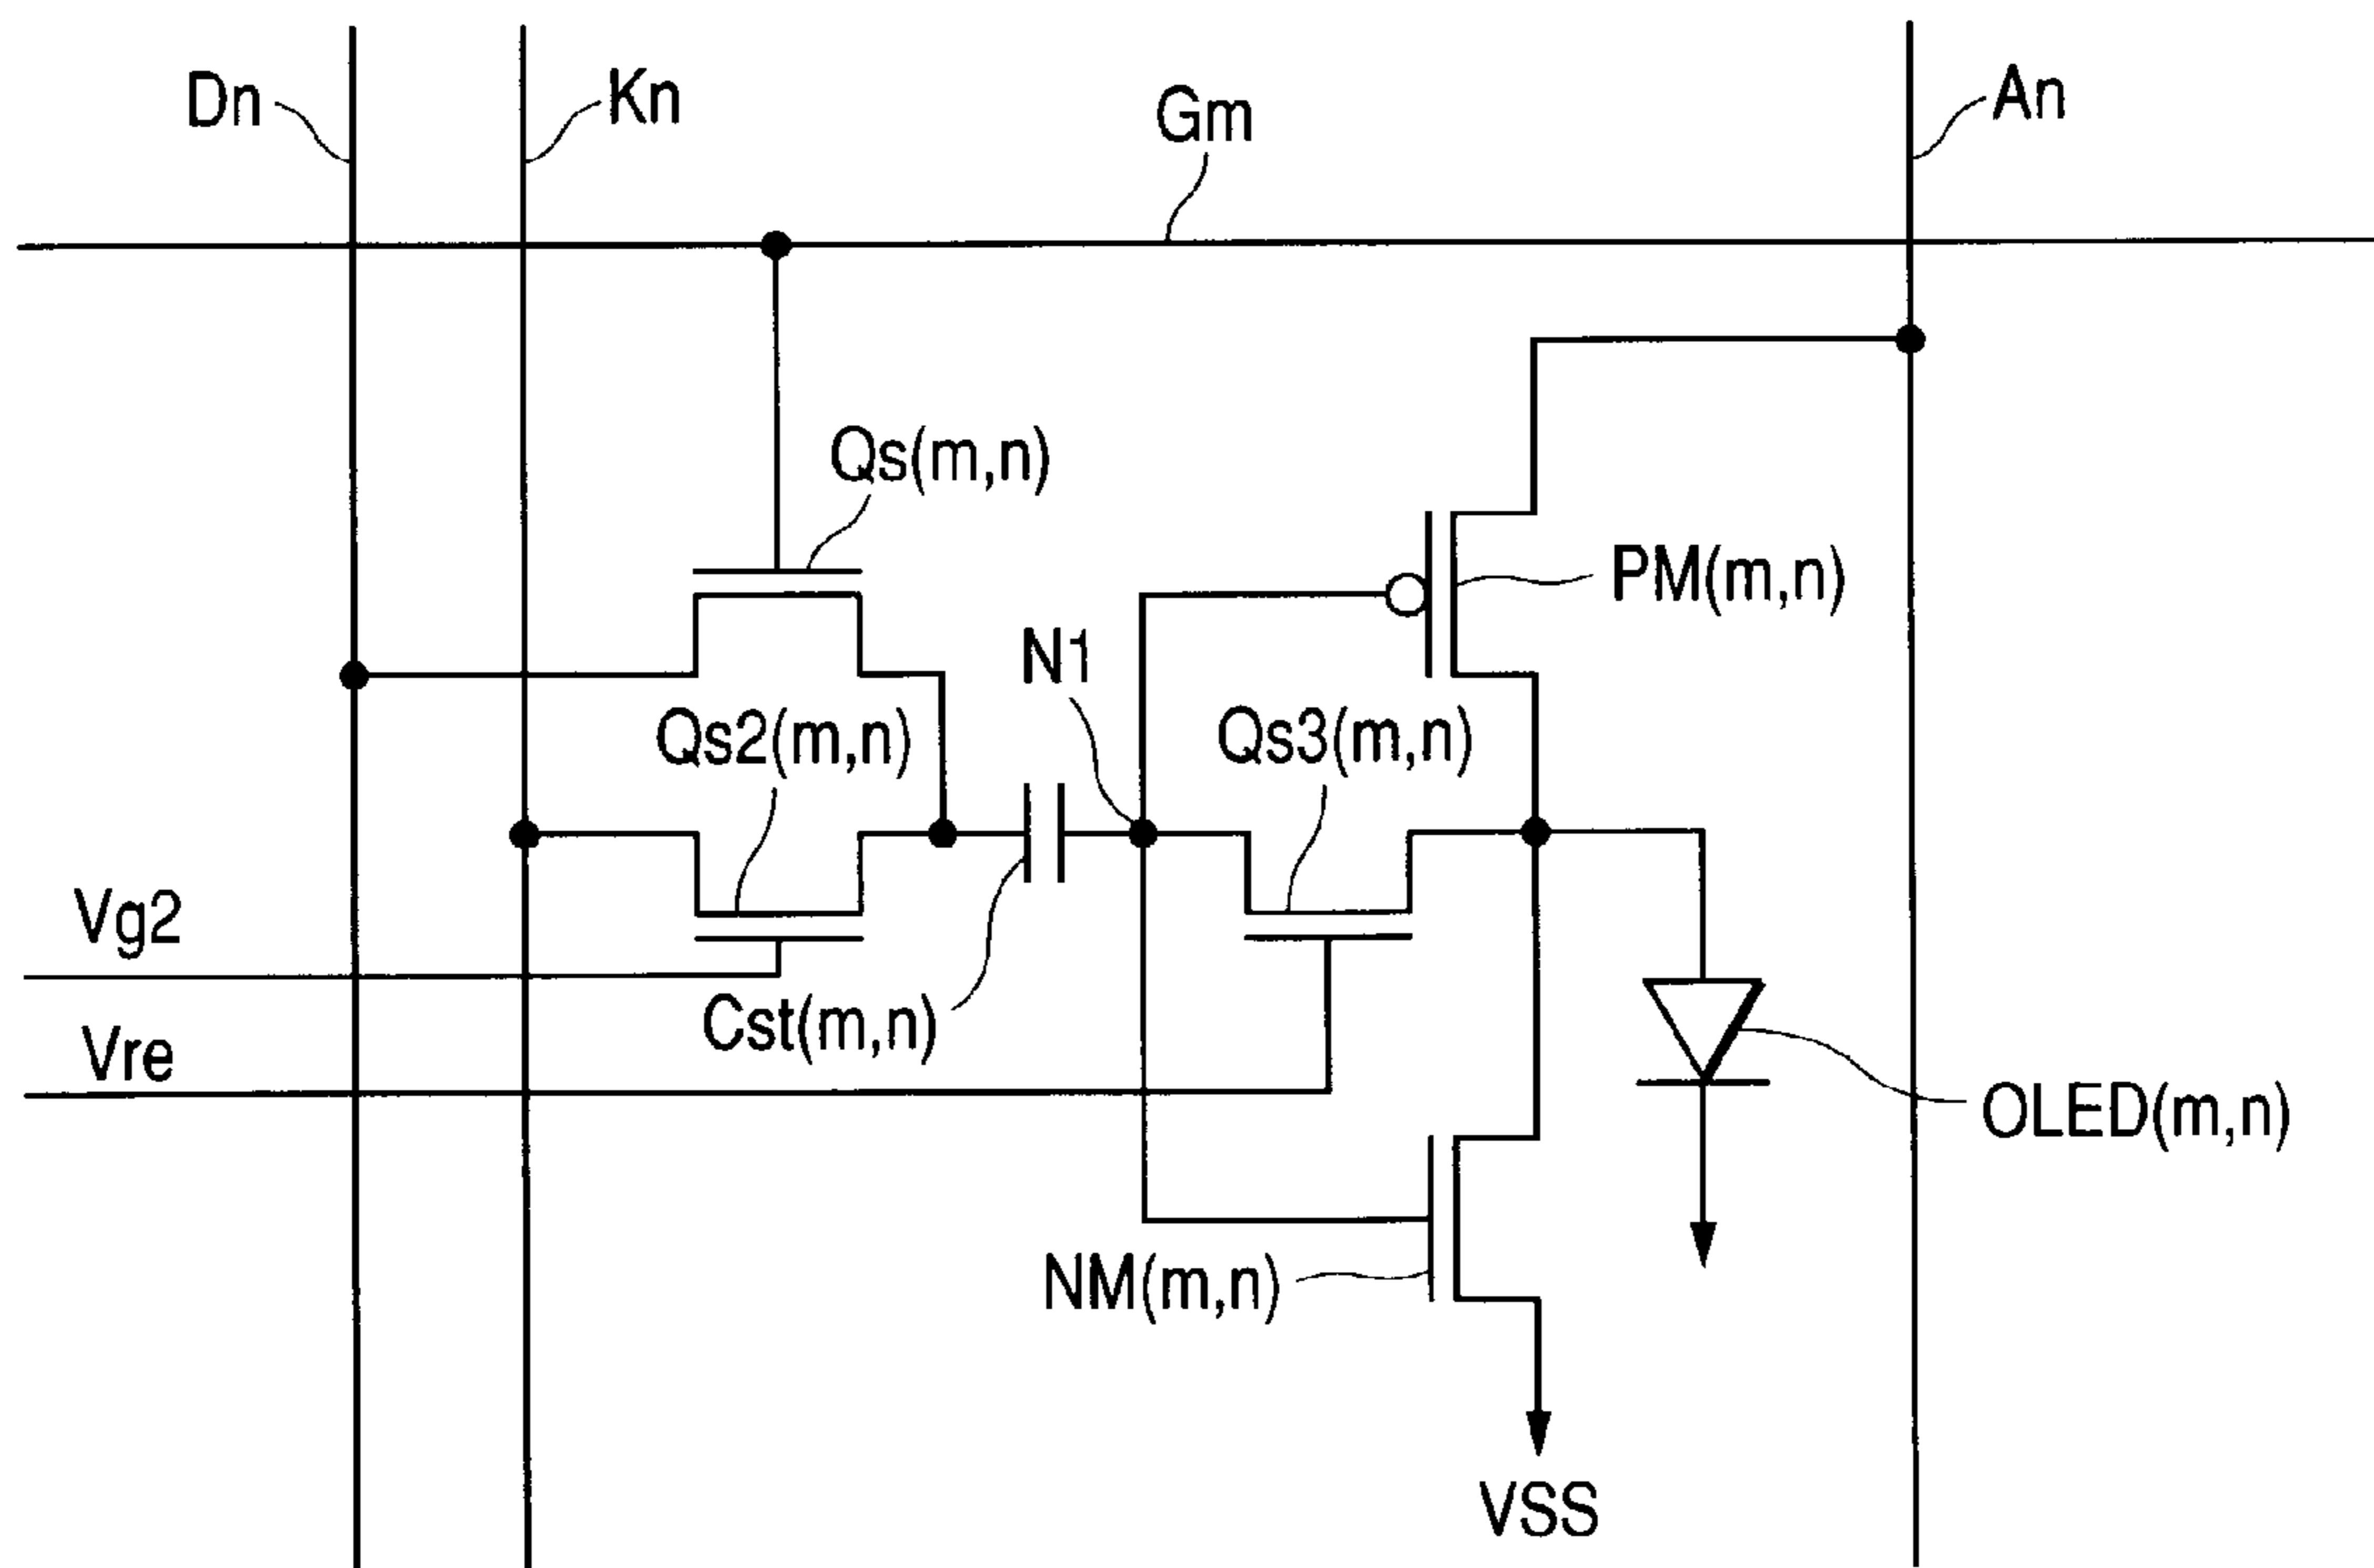 Dn
Kn
Gm
An
Qs(m,n)
PM(m,n)
N1
Qs2(m,n)
Qs3(m,n)
Vg2
Cst(m,n)
Vre
OLED(m,n)
NM(m,n)
VSS